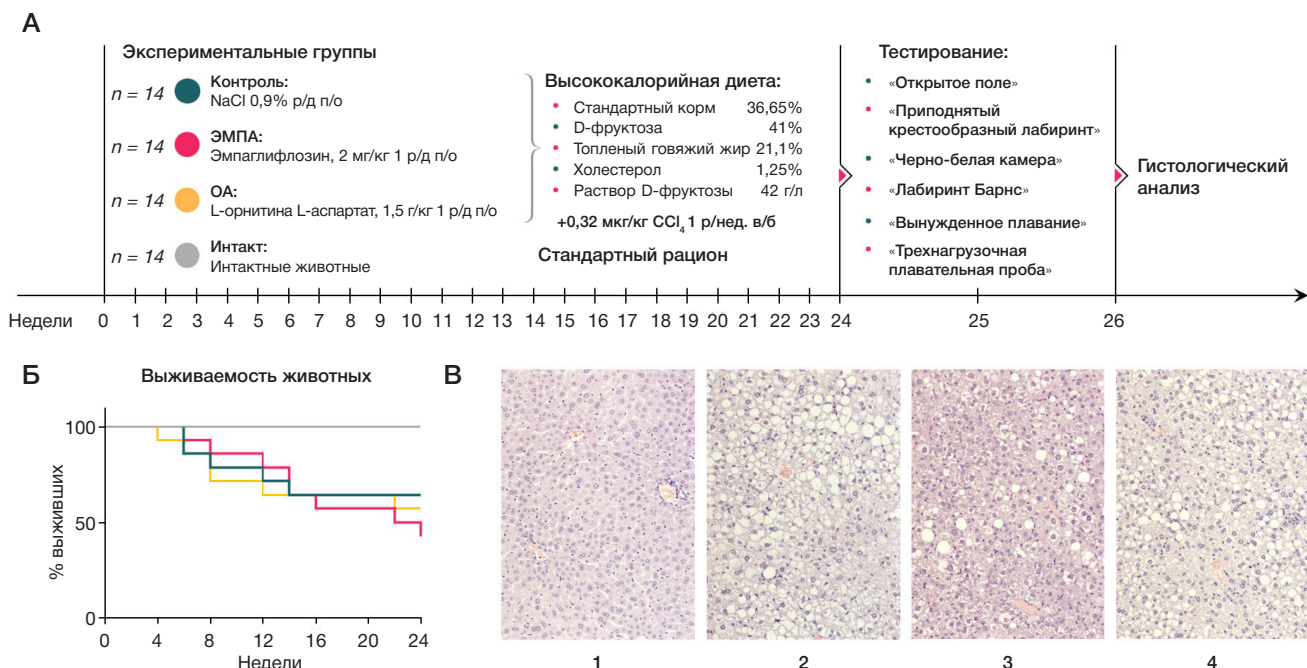 А
Экспериментальные группы
n = 14
Контроль:
NaCl 0,9% р/д п/о
n = 14
ЭМПА:
Эмпаглифлозин, 2 мг/кг 1 р/д п/о
n = 14
ОА:
L-орнитина L-аспартат, 1,5 г/кг 1 р/д п/о
n = 14
Интакт:
Интактные животные
Высококалорийная диета:
• Стандартный корм 36,65%
• D-фруктоза 41%
• Топленый говяжий жир 21,1%
• Холестерол 1,25%
• Раствор D-фруктозы 42 г/л
+0,32 мкг/кг CCl4 1 р/нед. в/б
Стандартный рацион
Тестирование:
• «Открытое поле»
• «Приподнятый
крестообразный лабиринт»
• «Черно-белая камера»
• «Лабиринт Барнс»
• «Вынужденное плавание»
• «Трехнагрузочная
плавательная проба»
Гистологический
анализ
Недели 0 1 2 3 4 5 6 7 8 9 10 11 12 13 14 15 16 17 18 19 20 21 22 23 24 25 26
Б
Выживаемость животных
% выживших
100
50
0
0 4 8 12 16 20 24
Недели
В
1 2 3 4